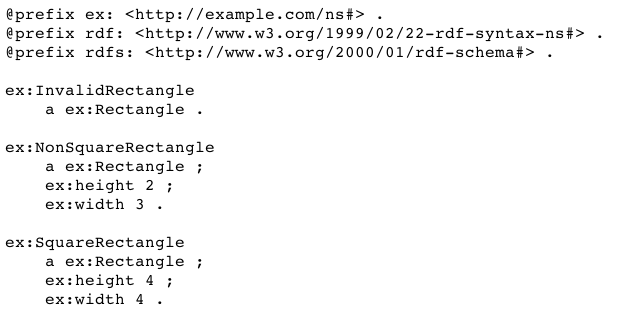 @prefix ex: <http://example.com/ns#> .
@prefix rdf: <http://www.w3.org/1999/02/22-rdf-syntax-ns#> .
@prefix rdfs: <http://www.w3.org/2000/01/rdf-schema#> .

ex:InvalidRectangle
    a ex:Rectangle .

ex:NonSquareRectangle
    a ex:Rectangle ;
    ex:height 2 ;
    ex:width 3 .

ex:SquareRectangle
    a ex:Rectangle ;
    ex:height 4 ;
    ex:width 4 .